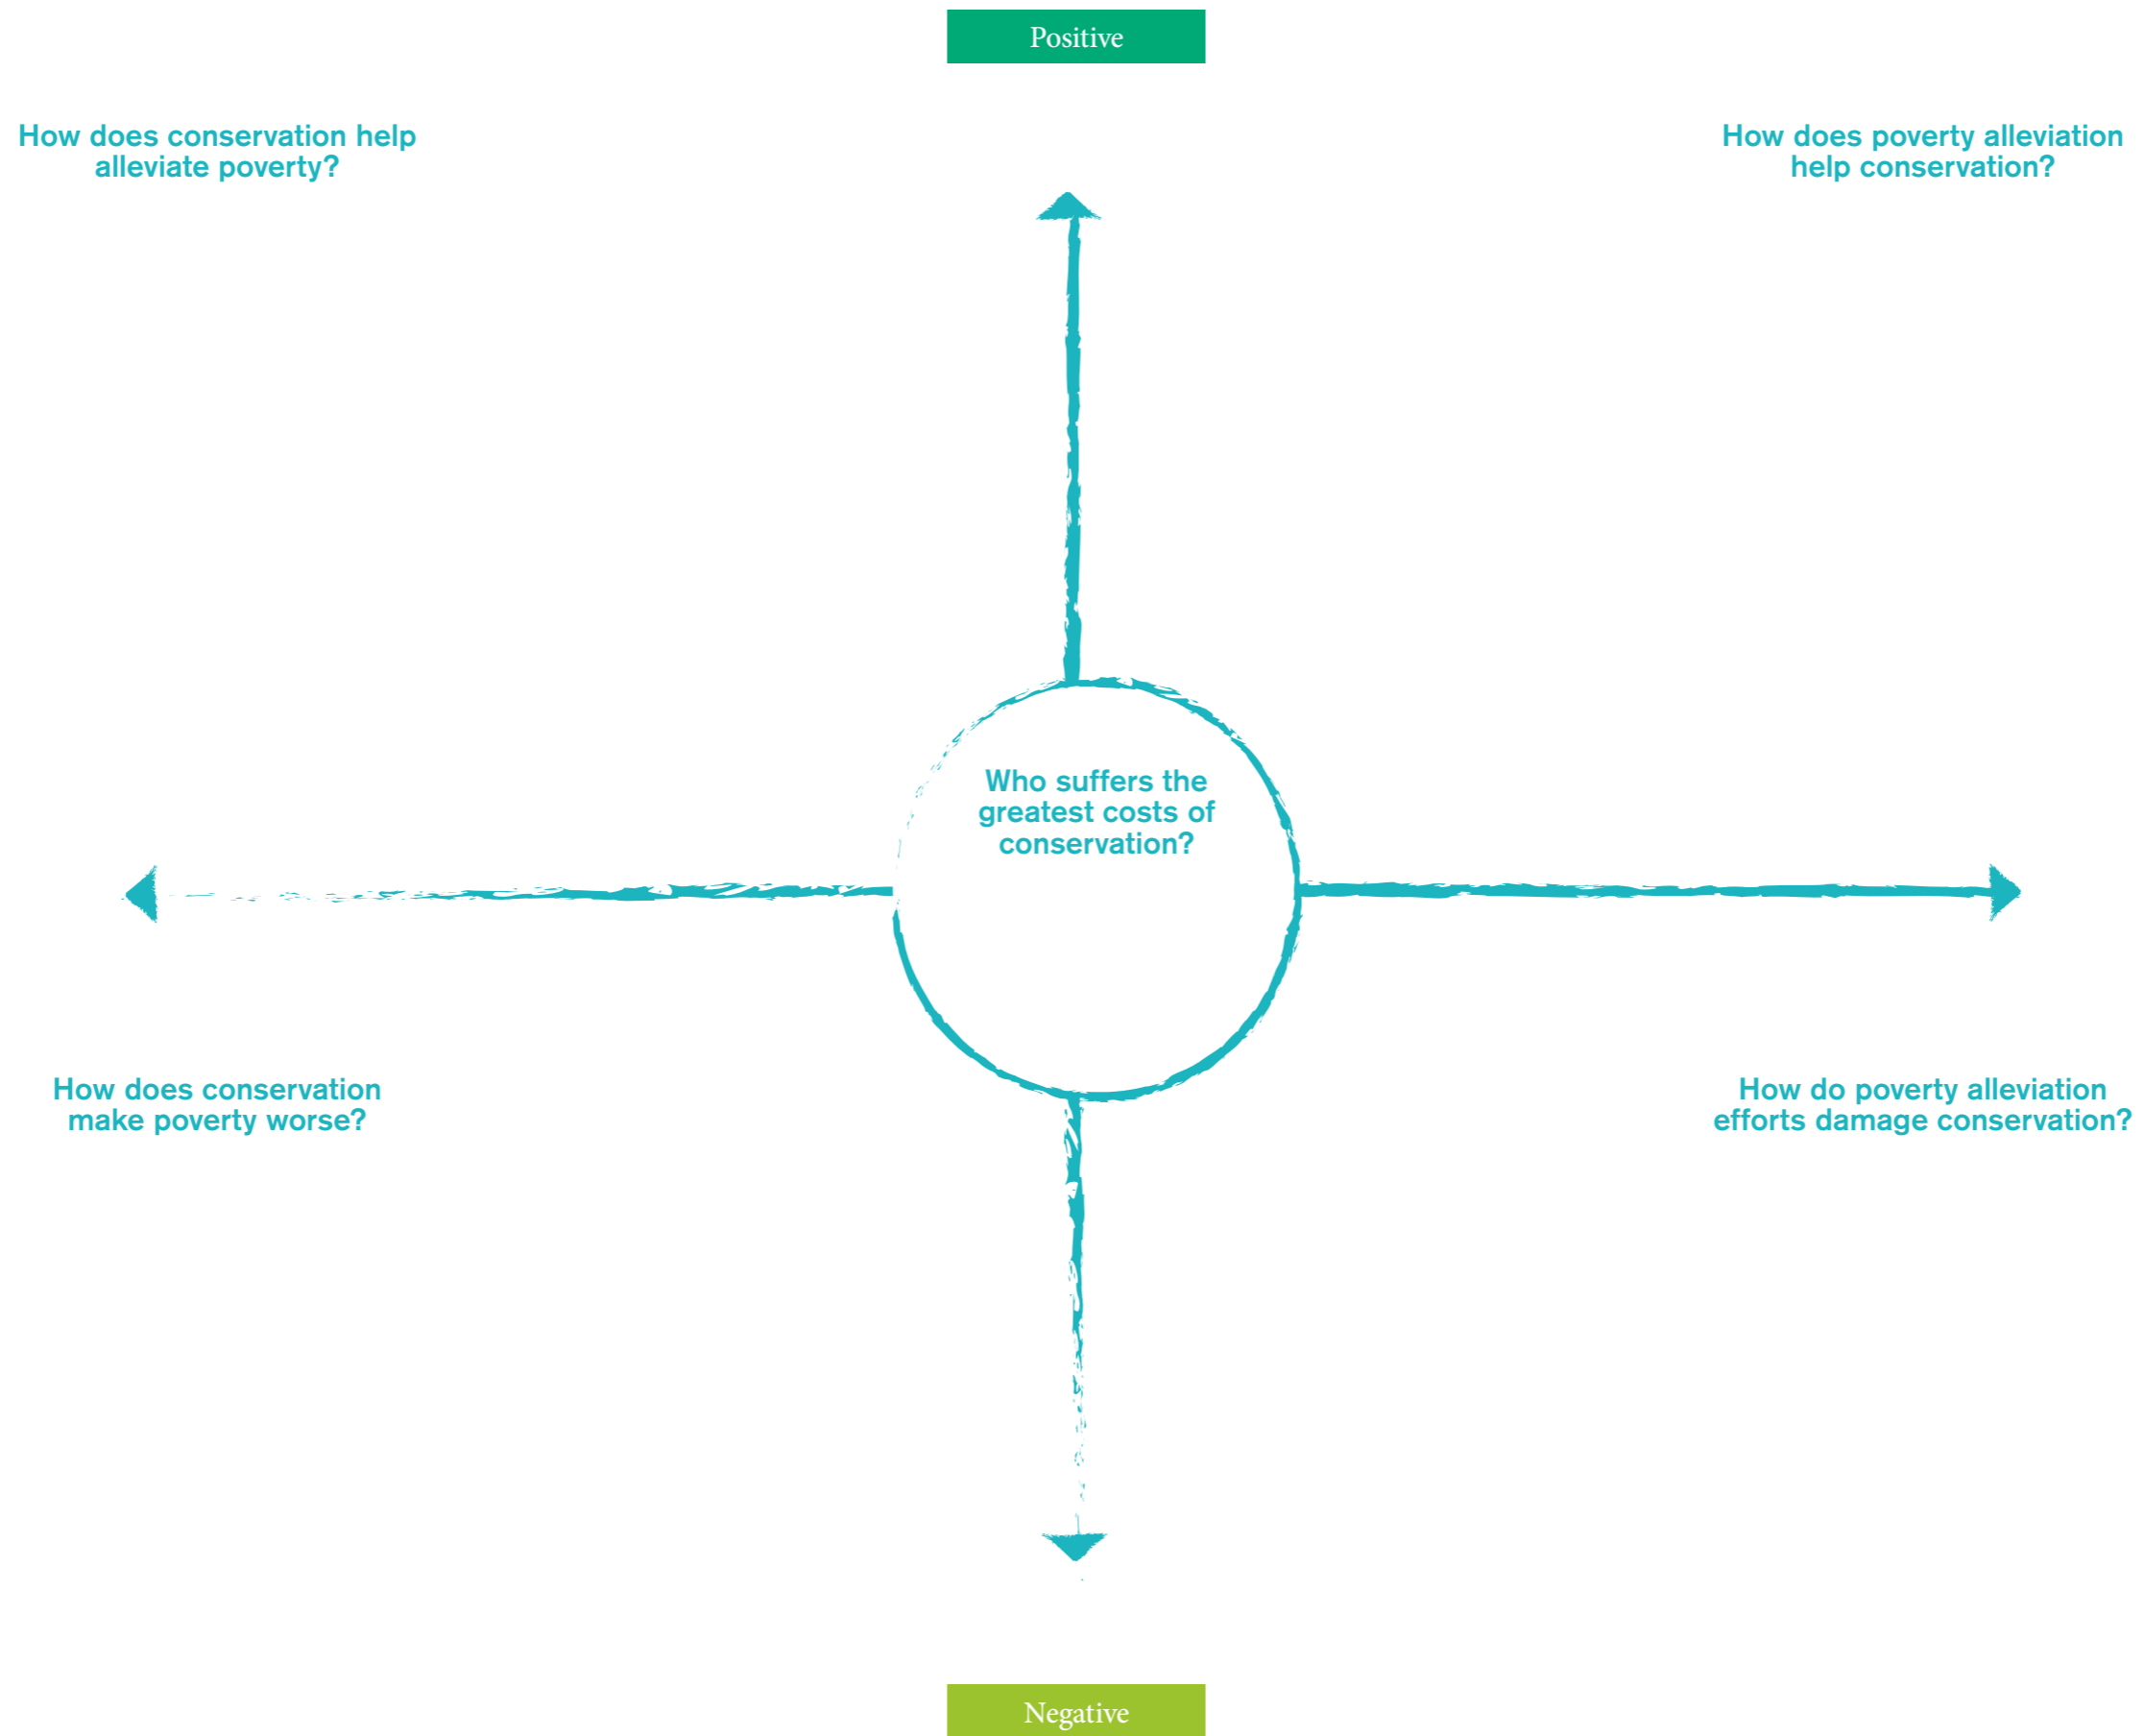 Positive
How does conservation help
alleviate poverty?
How does poverty alleviation
help conservation?
Who suffers the
greatest costs of
conservation?
How does conservation
make poverty worse?
How do poverty alleviation
efforts damage conservation?
Negative